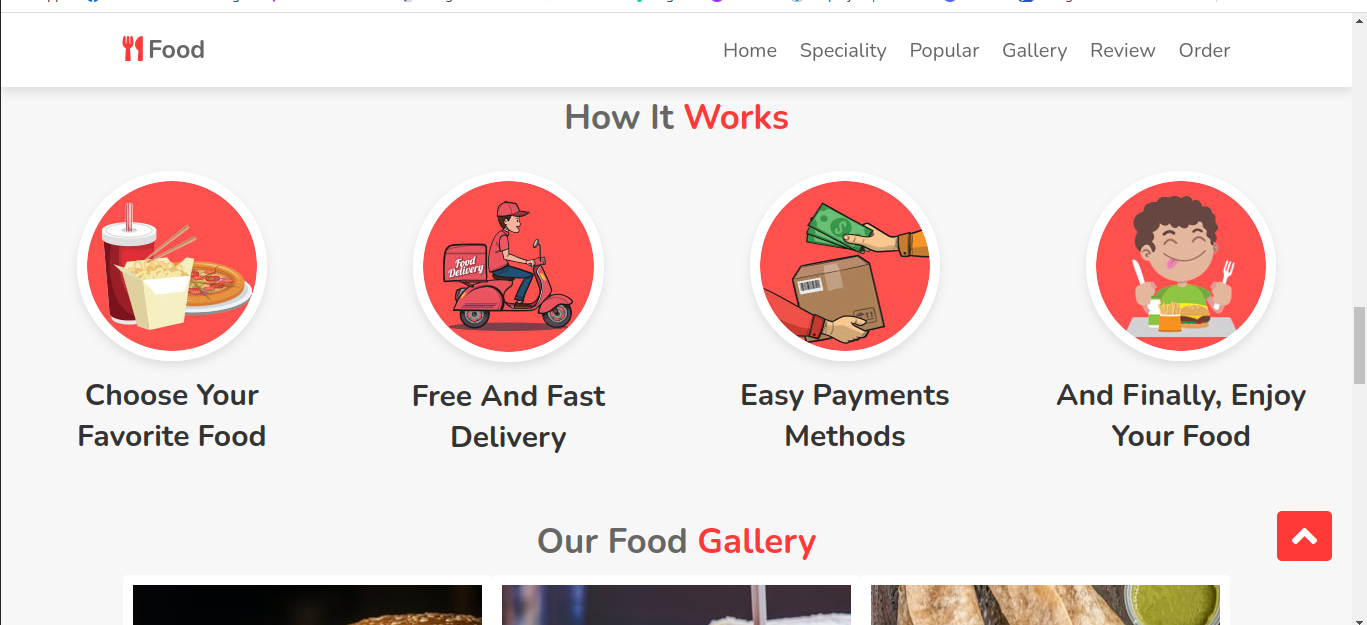 Food
Home Speciality Popular Gallery Review Order
How It Works
Food
Delivery
Choose Your
Favorite Food
Free And Fast
Delivery
Easy Payments
Methods
And Finally, Enjoy
Your Food
Our Food Gallery